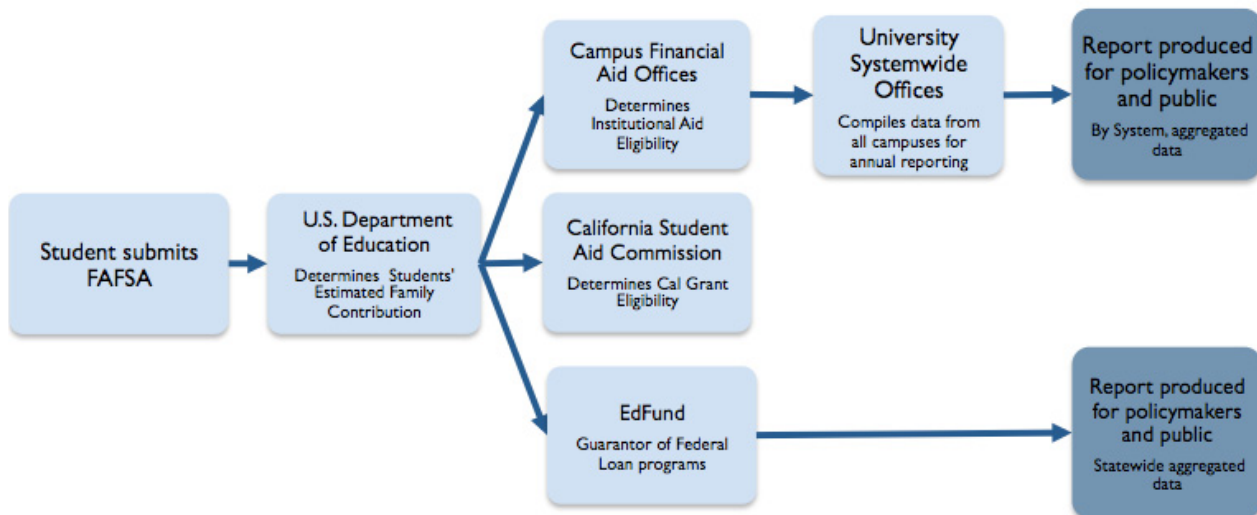 Student submits
FAFSA
U.S. Department
of Education
Determines Students'
Estimated Family
Contribution
Campus Financial
Aid Offices
Determines
Institutional Aid
Eligibility
University
Systemwide
Offices
Compiles data from
all campuses for
annual reporting
Report produced
for policymakers
and public
By System, aggregated
data
California Student
Aid Commission
Determines Cal Grant
Eligibility
EdFund
Guarantor of Federal
Loan programs
Report produced
for policymakers
and public
Statewide aggregated
data